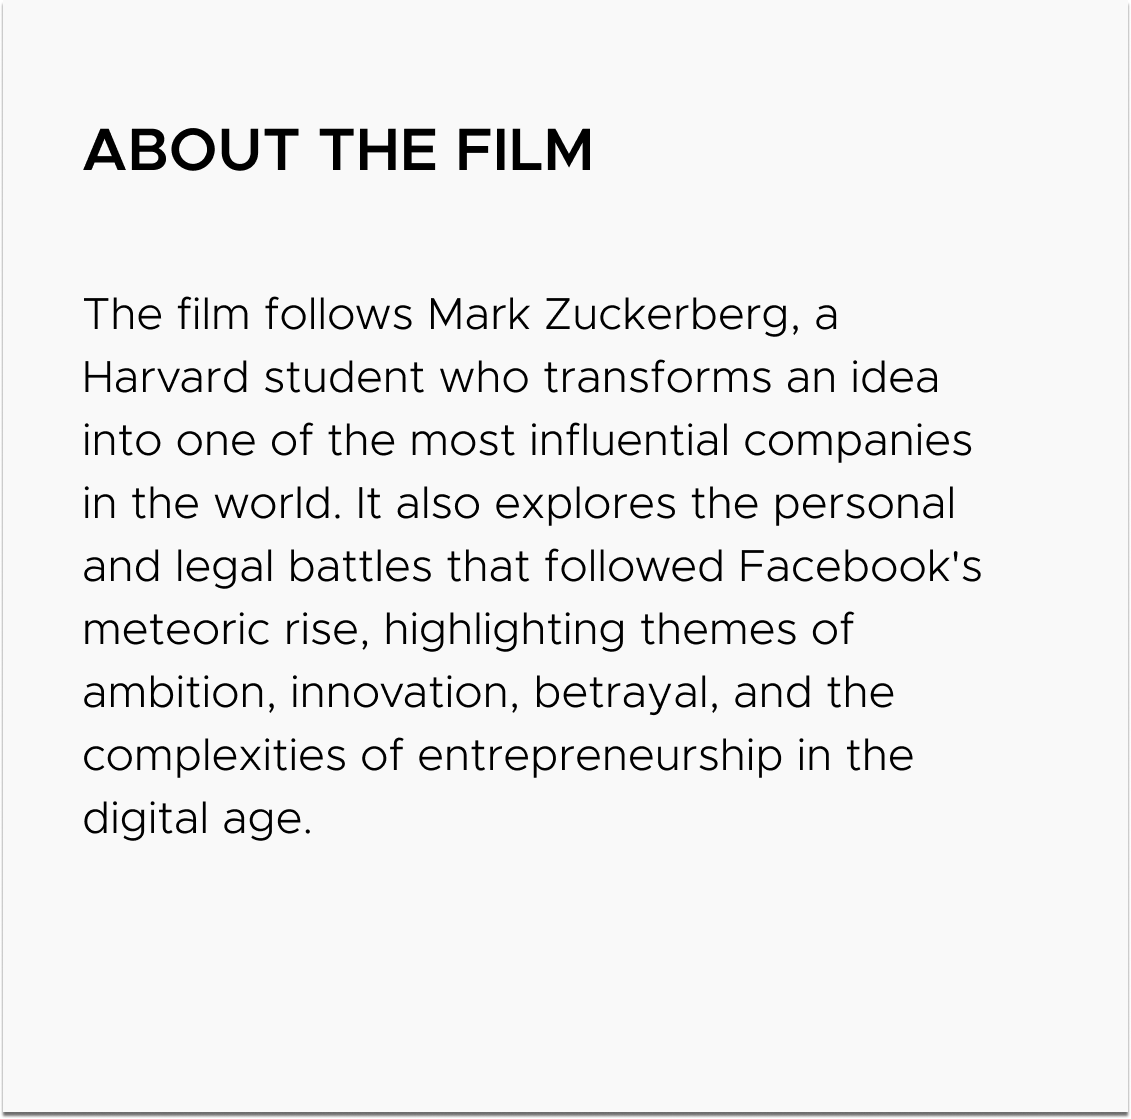 ABOUT THE FILM
The film follows Mark Zuckerberg, a
Harvard student who transforms an idea
into one of the most influential companies
in the world. It also explores the personal
and legal battles that followed Facebook's
meteoric rise, highlighting themes of
ambition, innovation, betrayal, and the
complexities of entrepreneurship in the
digital age.